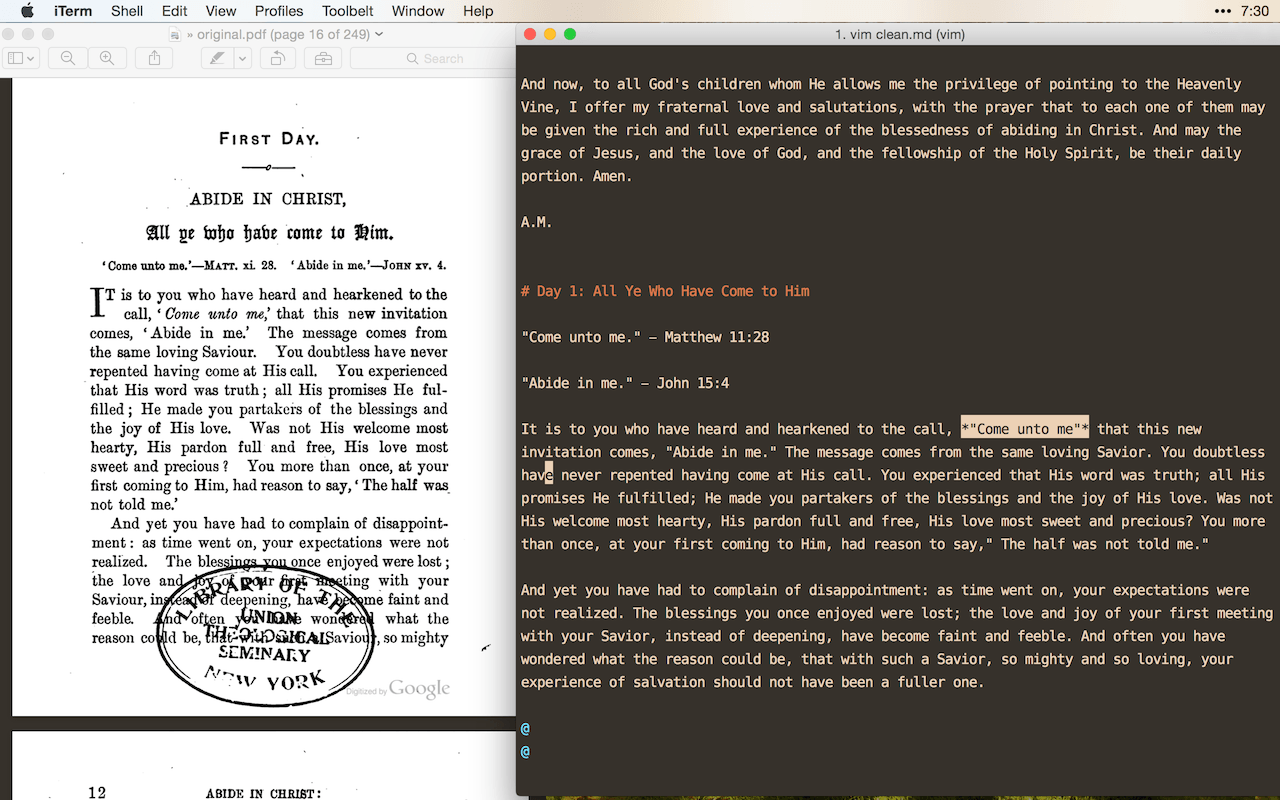 iTerm Shell Edit View Profiles Toolbelt Window Help ••• 7:30
» original.pdf (page 16 of 249)
Search
FIRST DAY.
ABIDE IN CHRIST,
All ye who have come to Him.
'Come unto me.'—MATT. xi. 28. 'Abide in me.'—JOHN xv. 4.
IT is to you who have heard and hearkened to the
call, 'Come unto me,' that this new invitation
comes, 'Abide in me.' The message comes from
the same loving Saviour. You doubtless have never
repented having come at His call. You experienced
that His word was truth; all His promises He ful-
filled; He made you partakers of the blessings and
the joy of His love. Was not His welcome most
hearty, His pardon full and free, His love most
sweet and precious? You more than once, at your
first coming to Him, had reason to say, 'The half was
not told me.'
And yet you have had to complain of disappoint-
ment: as time went on, your expectations were not
realized. The blessings you once enjoyed were lost;
the love and joy of your first meeting with your
Saviour, instead of deepening, have become faint and
feeble. And often you have wondered what the
reason could be, that with such a Saviour, so mighty
LIBRARY OF THE
UNION
THEOLOGICAL
SEMINARY
NEW YORK
Digitized by Google
12 ABIDE IN CHRIST:
1. vim clean.md (vim)
And now, to all God's children whom He allows me the privilege of pointing to the Heavenly
Vine, I offer my fraternal love and salutations, with the prayer that to each one of them may
be given the rich and full experience of the blessedness of abiding in Christ. And may the
grace of Jesus, and the love of God, and the fellowship of the Holy Spirit, be their daily
portion. Amen.
A.M.
# Day 1: All Ye Who Have Come to Him
"Come unto me." – Matthew 11:28
"Abide in me." – John 15:4
It is to you who have heard and hearkened to the call, *"Come unto me"* that this new
invitation comes, "Abide in me." The message comes from the same loving Savior. You doubtless
have never repented having come at His call. You experienced that His word was truth; all His
promises He fulfilled; He made you partakers of the blessings and the joy of His love. Was not
His welcome most hearty, His pardon full and free, His love most sweet and precious? You more
than once, at your first coming to Him, had reason to say," The half was not told me."
And yet you have had to complain of disappointment: as time went on, your expectations were
not realized. The blessings you once enjoyed were lost; the love and joy of your first meeting
with your Savior, instead of deepening, have become faint and feeble. And often you have
wondered what the reason could be, that with such a Savior, so mighty and so loving, your
experience of salvation should not have been a fuller one.
@
@